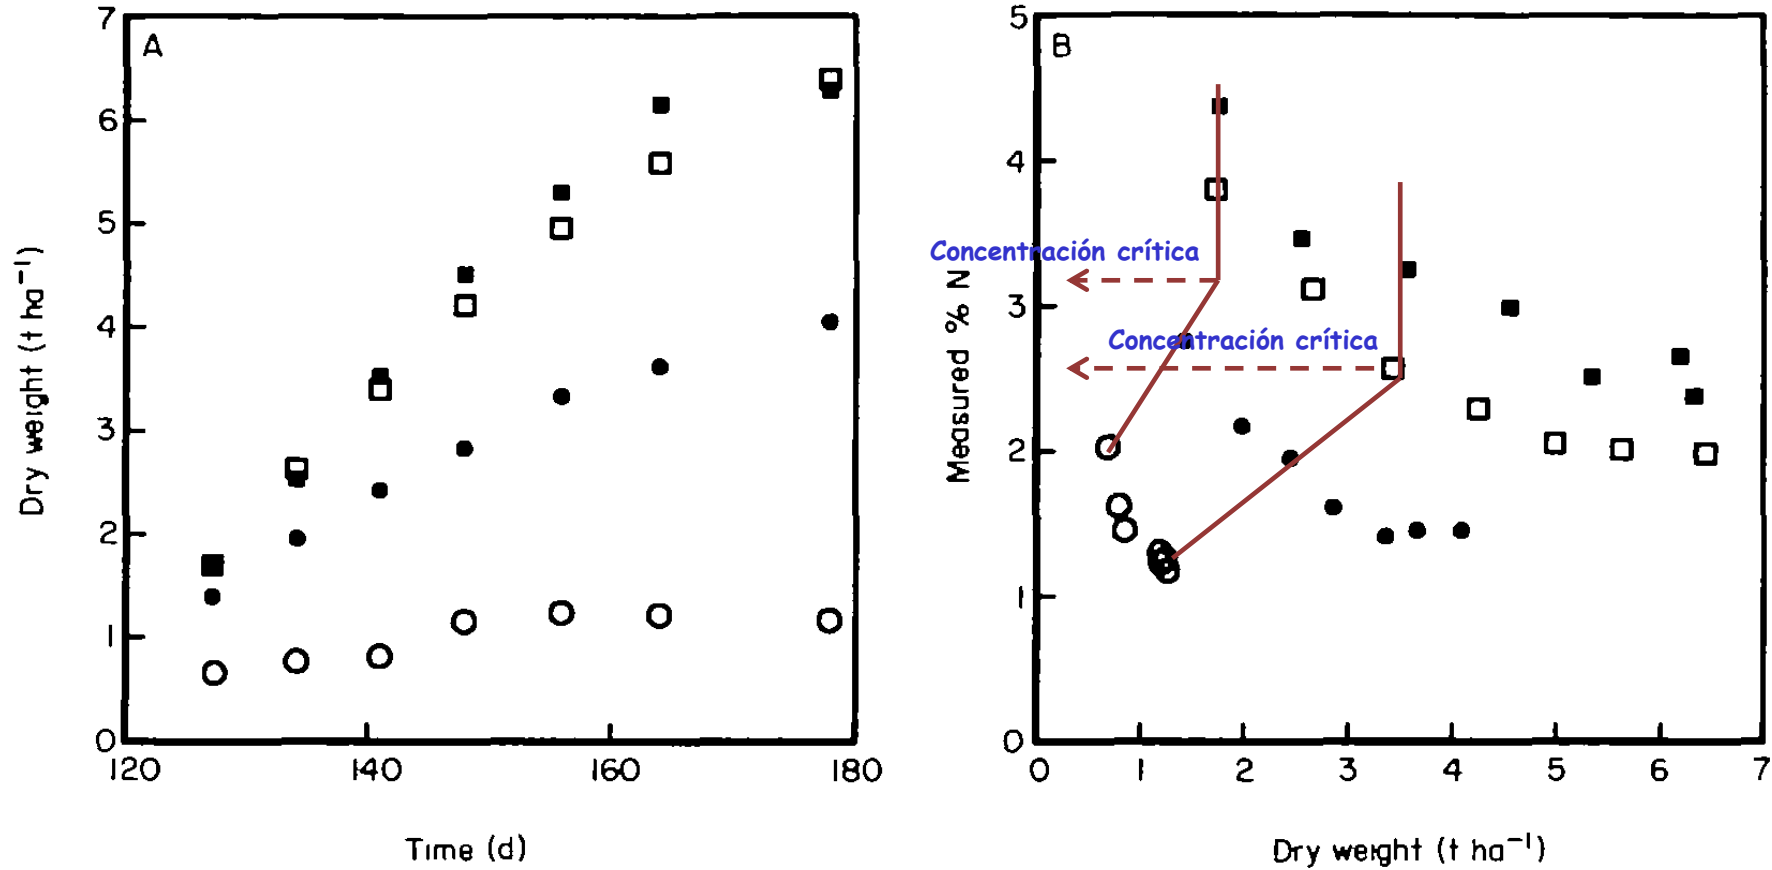 A
7
6
5
4
3
2
1
0
120 140 160 180
Dry weight (t ha⁻¹)
Time (d)
B
5
4
3
2
1
0
0 1 2 3 4 5 6 7
Measured % N
Dry weight (t ha⁻¹)
Concentración crítica
Concentración crítica